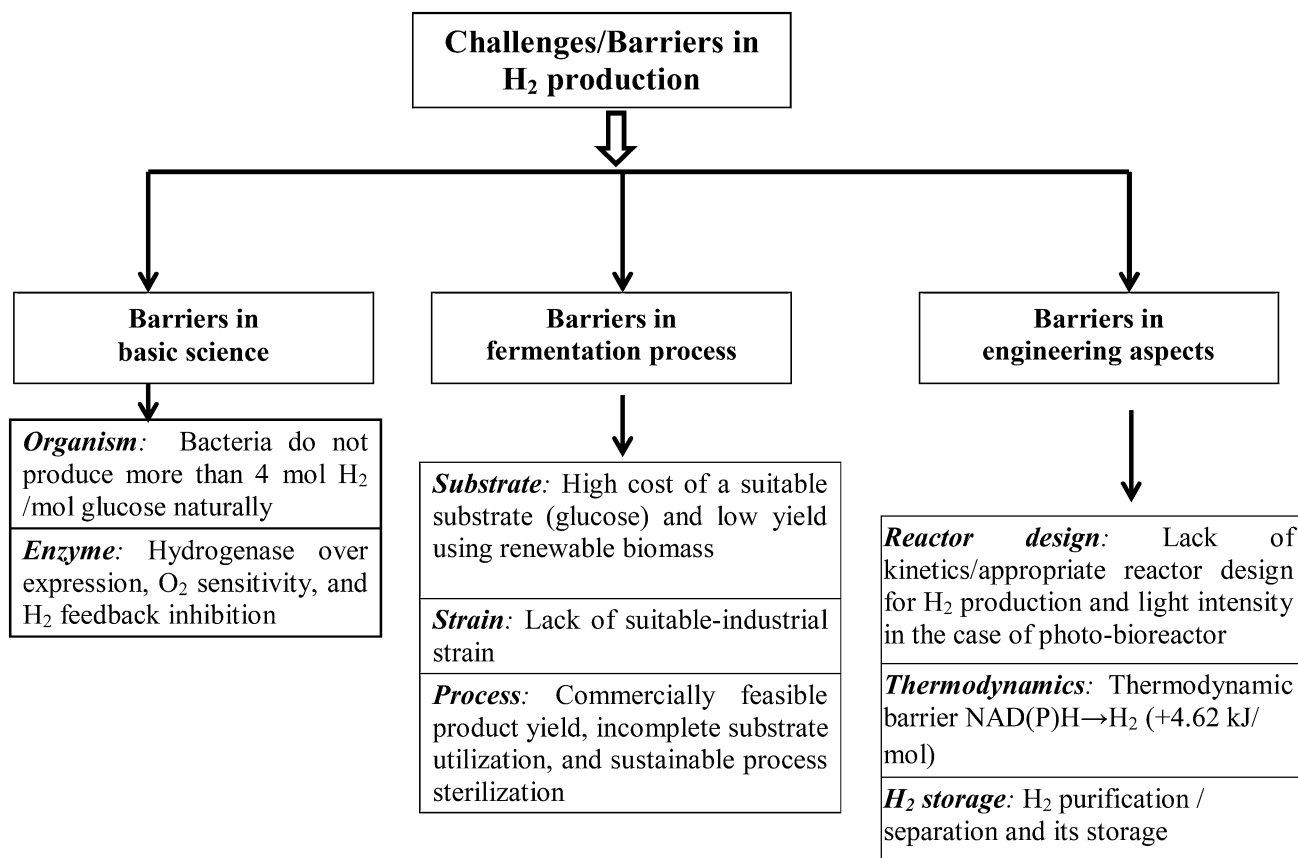 Challenges/Barriers in
H₂ production
Barriers in
basic science
Organism: Bacteria do not
produce more than 4 mol H₂
/mol glucose naturally
Enzyme: Hydrogenase over
expression, O₂ sensitivity, and
H₂ feedback inhibition
Barriers in
fermentation process
Substrate: High cost of a suitable
substrate (glucose) and low yield
using renewable biomass
Strain: Lack of suitable-industrial
strain
Process: Commercially feasible
product yield, incomplete substrate
utilization, and sustainable process
sterilization
Barriers in
engineering aspects
Reactor design: Lack of
kinetics/appropriate reactor design
for H₂ production and light intensity
in the case of photo-bioreactor
Thermodynamics: Thermodynamic
barrier NAD(P)H→H₂ (+4.62 kJ/
mol)
H₂ storage: H₂ purification /
separation and its storage